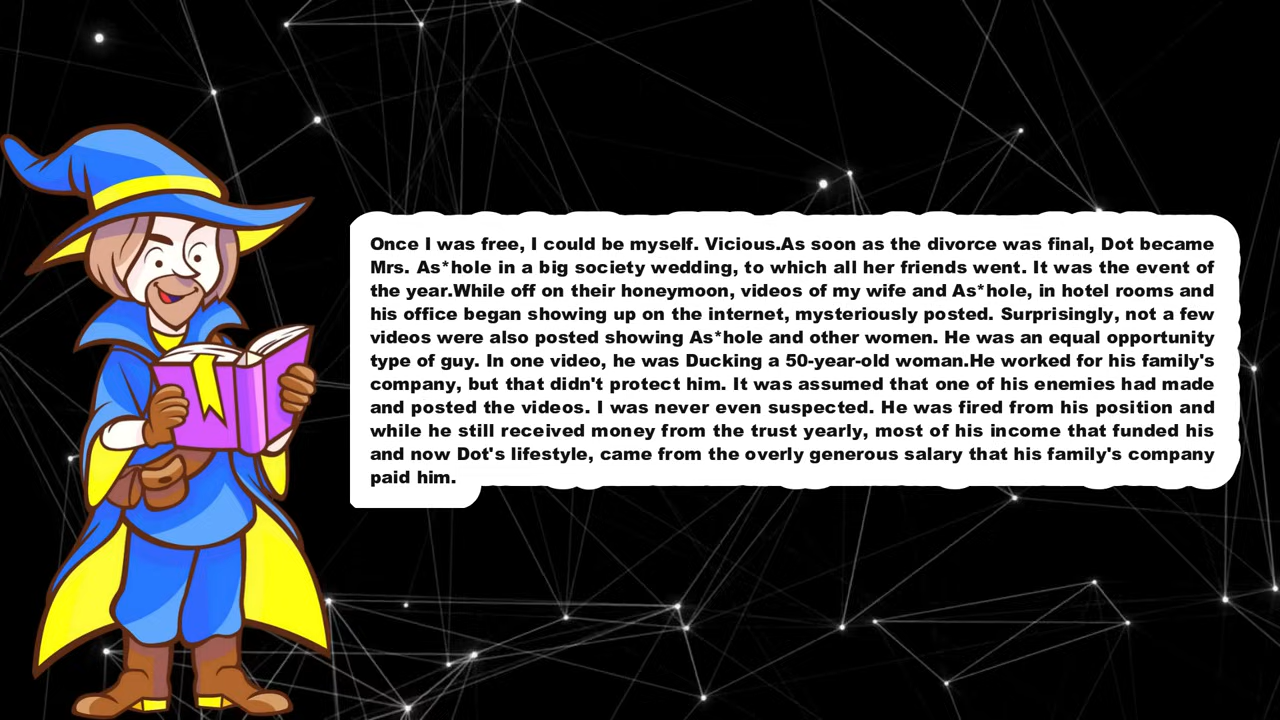 Once I was free, I could be myself. Vicious.As soon as the divorce was final, Dot became
Mrs. As*hole in a big society wedding, to which all her friends went. It was the event of
the year.While off on their honeymoon, videos of my wife and As*hole, in hotel rooms and
his office began showing up on the internet, mysteriously posted. Surprisingly, not a few
videos were also posted showing As*hole and other women. He was an equal opportunity
type of guy. In one video, he was Ducking a 50-year-old woman.He worked for his family's
company, but that didn't protect him. It was assumed that one of his enemies had made
and posted the videos. I was never even suspected. He was fired from his position and
while he still received money from the trust yearly, most of his income that funded his
and now Dot's lifestyle, came from the overly generous salary that his family's company
paid him.